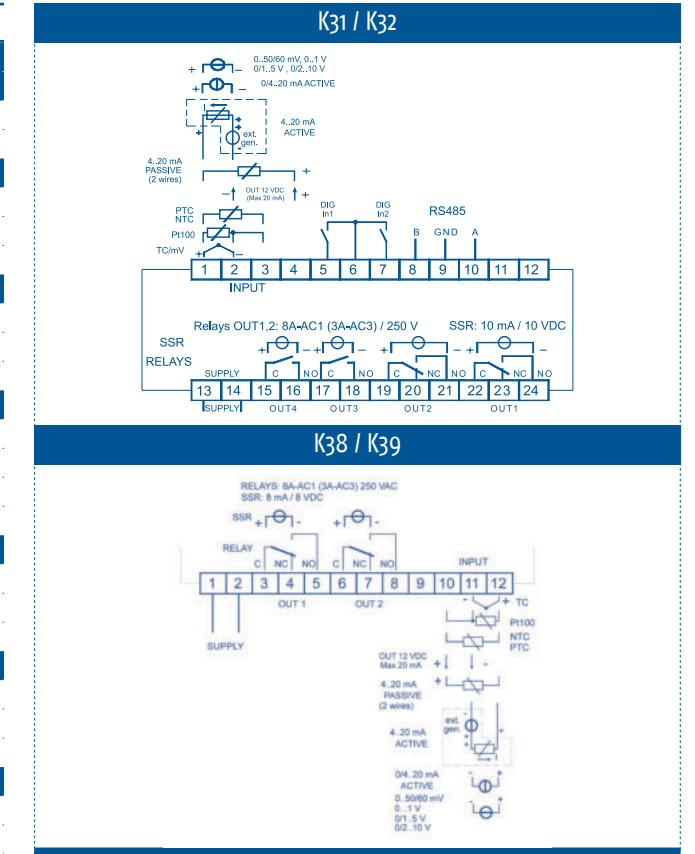 K31 / K32
0..50/60 mV, 0..1 V
0/1..5 V , 0/2..10 V
+ –
0/4..20 mA ACTIVE
+ –
4..20 mA
ACTIVE
ext.
gen.
+ + + -
4..20 mA
PASSIVE
(2 wires)
+
– OUT 12 VDC +
(Max 20 mA)
PTC
NTC
Pt100
TC/mV + –
DIG
In1
DIG
In2
RS485
B GND A
1 2 3 4 5 6 7 8 9 10 11 12
INPUT
Relays OUT1,2: 8A-AC1 (3A-AC3) / 250 V SSR: 10 mA / 10 VDC
SSR + – + – + – + –
RELAYS
SUPPLY C NO C NO C NC NO C NC NO
13 14 15 16 17 18 19 20 21 22 23 24
SUPPLY OUT4 OUT3 OUT2 OUT1
K38 / K39
RELAYS: 8A-AC1 (3A-AC3) 250 VAC
SSR: 8 mA / 8 VDC
SSR + - + -
RELAY
C NC NO C NC NO
INPUT
1 2 3 4 5 6 7 8 9 10 11 12
OUT 1 OUT 2
- + TC
Pt100
NTC
PTC
SUPPLY
OUT 12 VDC
Max 20 mA + -
4..20 mA +
PASSIVE
(2 wires)
ext.
gen.
- + + +
4..20 mA
ACTIVE
0/4..20 mA - +
ACTIVE
0..50/60 mV - +
0...1 V
0/1..5 V
0/2..10 V